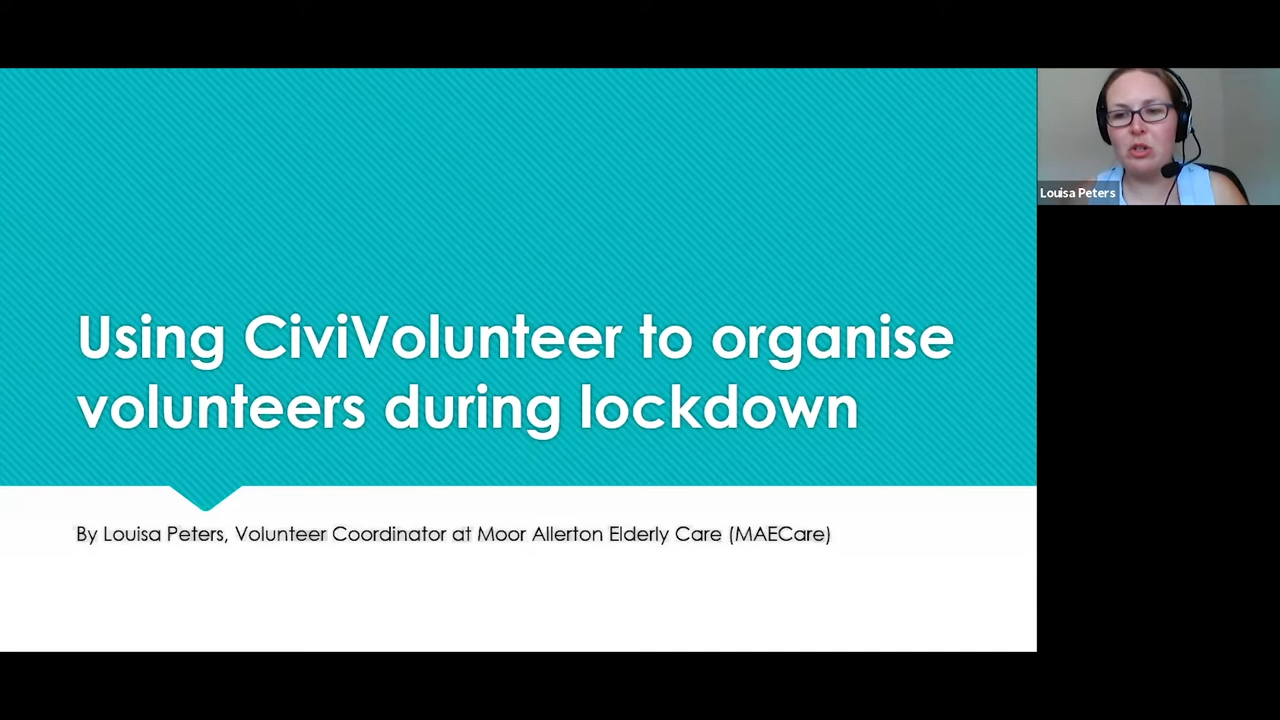 Using CiviVolunteer to organise
volunteers during lockdown
By Louisa Peters, Volunteer Coordinator at Moor Allerton Elderly Care (MAECare)
Louisa Peters